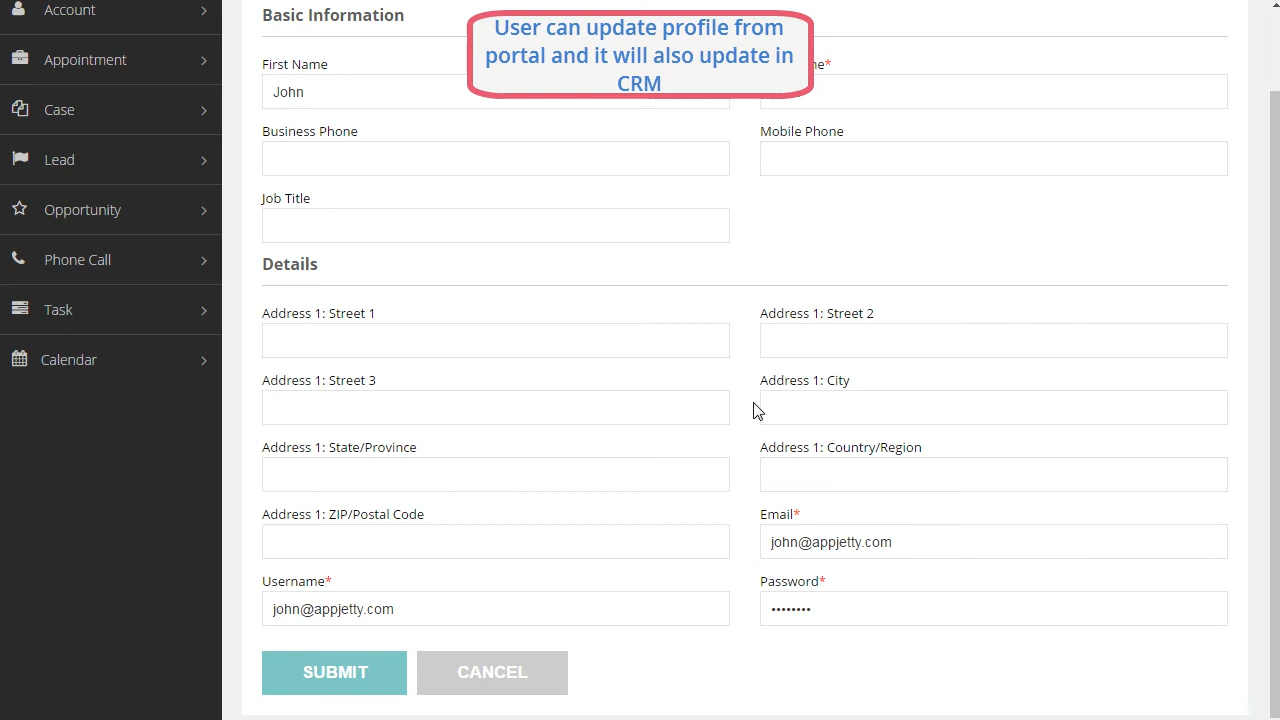 Account
Appointment
Case
Lead
Opportunity
Phone Call
Task
Calendar
Basic Information
User can update profile from
portal and it will also update in
CRM
First Name
me*
John
Business Phone
Mobile Phone
Job Title
Details
Address 1: Street 1
Address 1: Street 2
Address 1: Street 3
Address 1: City
Address 1: State/Province
Address 1: Country/Region
Address 1: ZIP/Postal Code
Email*
john@appjetty.com
Username*
Password*
john@appjetty.com
••••••••
SUBMIT
CANCEL